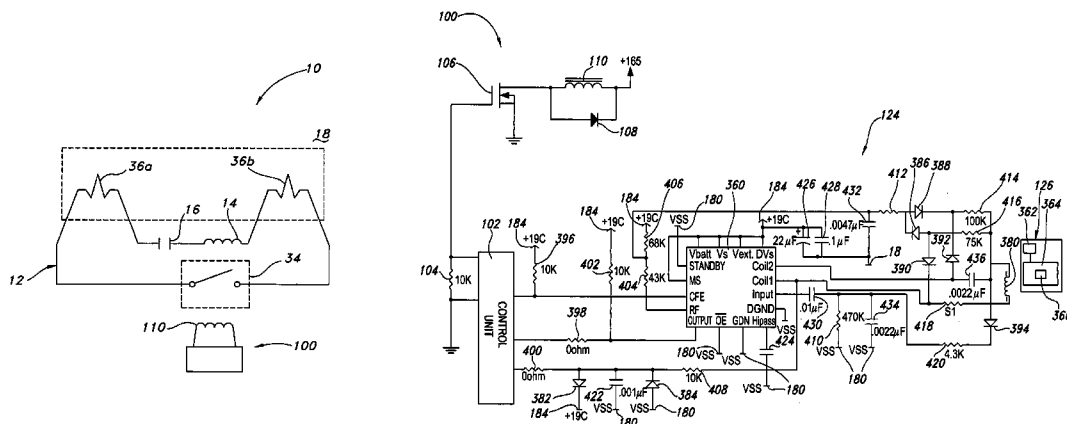 10
18
36a
36b
16
14
12
34
110
100
100
106
110
+165
108
124
102
CONTROL UNIT
104
10K
184
+19C
396
10K
184
+19C
402
10K
184
+19C
406
68K
43K
404
VSS
180
360
184
+19C
426
22µF
428
.1µF
432
.0047µF
18
412
386
388
414
100K
416
75K
390
392
436
.0022µF
380
126
362
364
366
Vbatt
Vs
Vext.
DVs
STANDBY
Coil2
MS
Coil1
CFE
Input
RF
DGND
OUTPUT
OE
GDN
Hipass
VSS
.01µF
430
470K
410
434
.0022µF
VSS
VSS
180
418
S1
394
420
4.3K
398
0ohm
180
VSS
VSS
180
424
VSS
400
0ohm
382
184
+19C
422
.001µF
VSS
180
384
VSS
180
10K
408